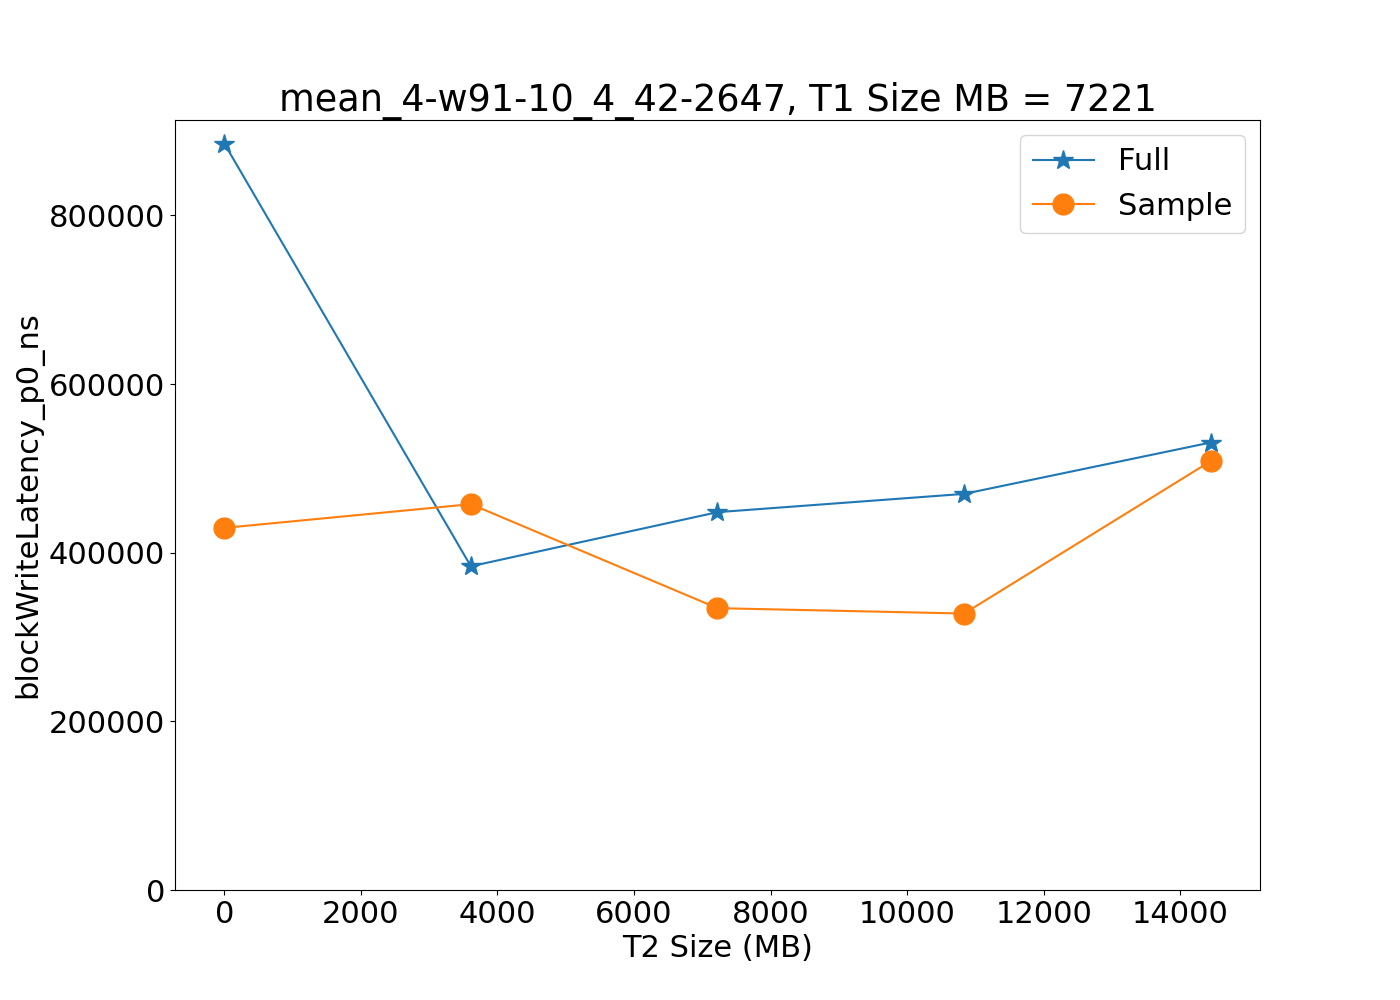 mean_4-w91-10_4_42-2647, T1 Size MB = 7221
Full
Sample
blockWriteLatency_p0_ns
800000
600000
400000
200000
0
0 2000 4000 6000 8000 10000 12000 14000
T2 Size (MB)